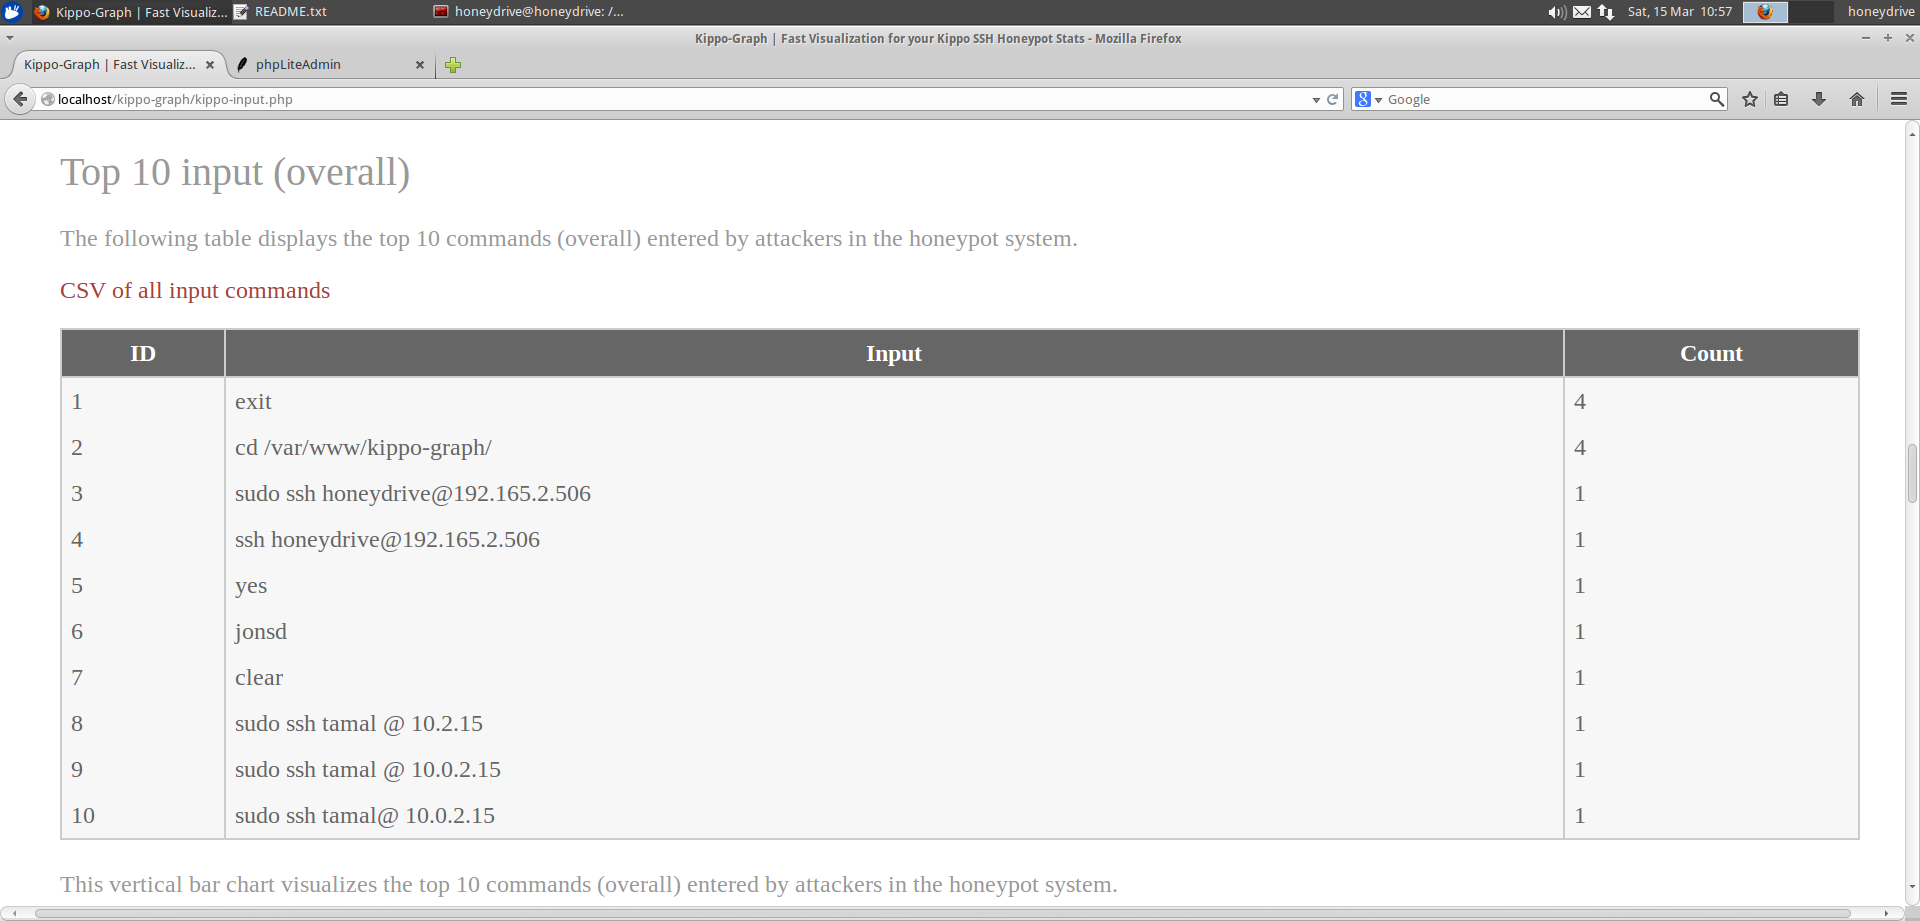 Kippo-Graph | Fast Visualiz... README.txt honeydrive@honeydrive: /... Sat, 15 Mar 10:57 honeydrive
Kippo-Graph | Fast Visualization for your Kippo SSH Honeypot Stats - Mozilla Firefox
Kippo-Graph | Fast Visualiz... phpLiteAdmin
localhost/kippo-graph/kippo-input.php 8 Google
Top 10 input (overall)
The following table displays the top 10 commands (overall) entered by attackers in the honeypot system.
CSV of all input commands
ID Input Count
1 exit 4
2 cd /var/www/kippo-graph/ 4
3 sudo ssh honeydrive@192.165.2.506 1
4 ssh honeydrive@192.165.2.506 1
5 yes 1
6 jonsd 1
7 clear 1
8 sudo ssh tamal @ 10.2.15 1
9 sudo ssh tamal @ 10.0.2.15 1
10 sudo ssh tamal@ 10.0.2.15 1
This vertical bar chart visualizes the top 10 commands (overall) entered by attackers in the honeypot system.